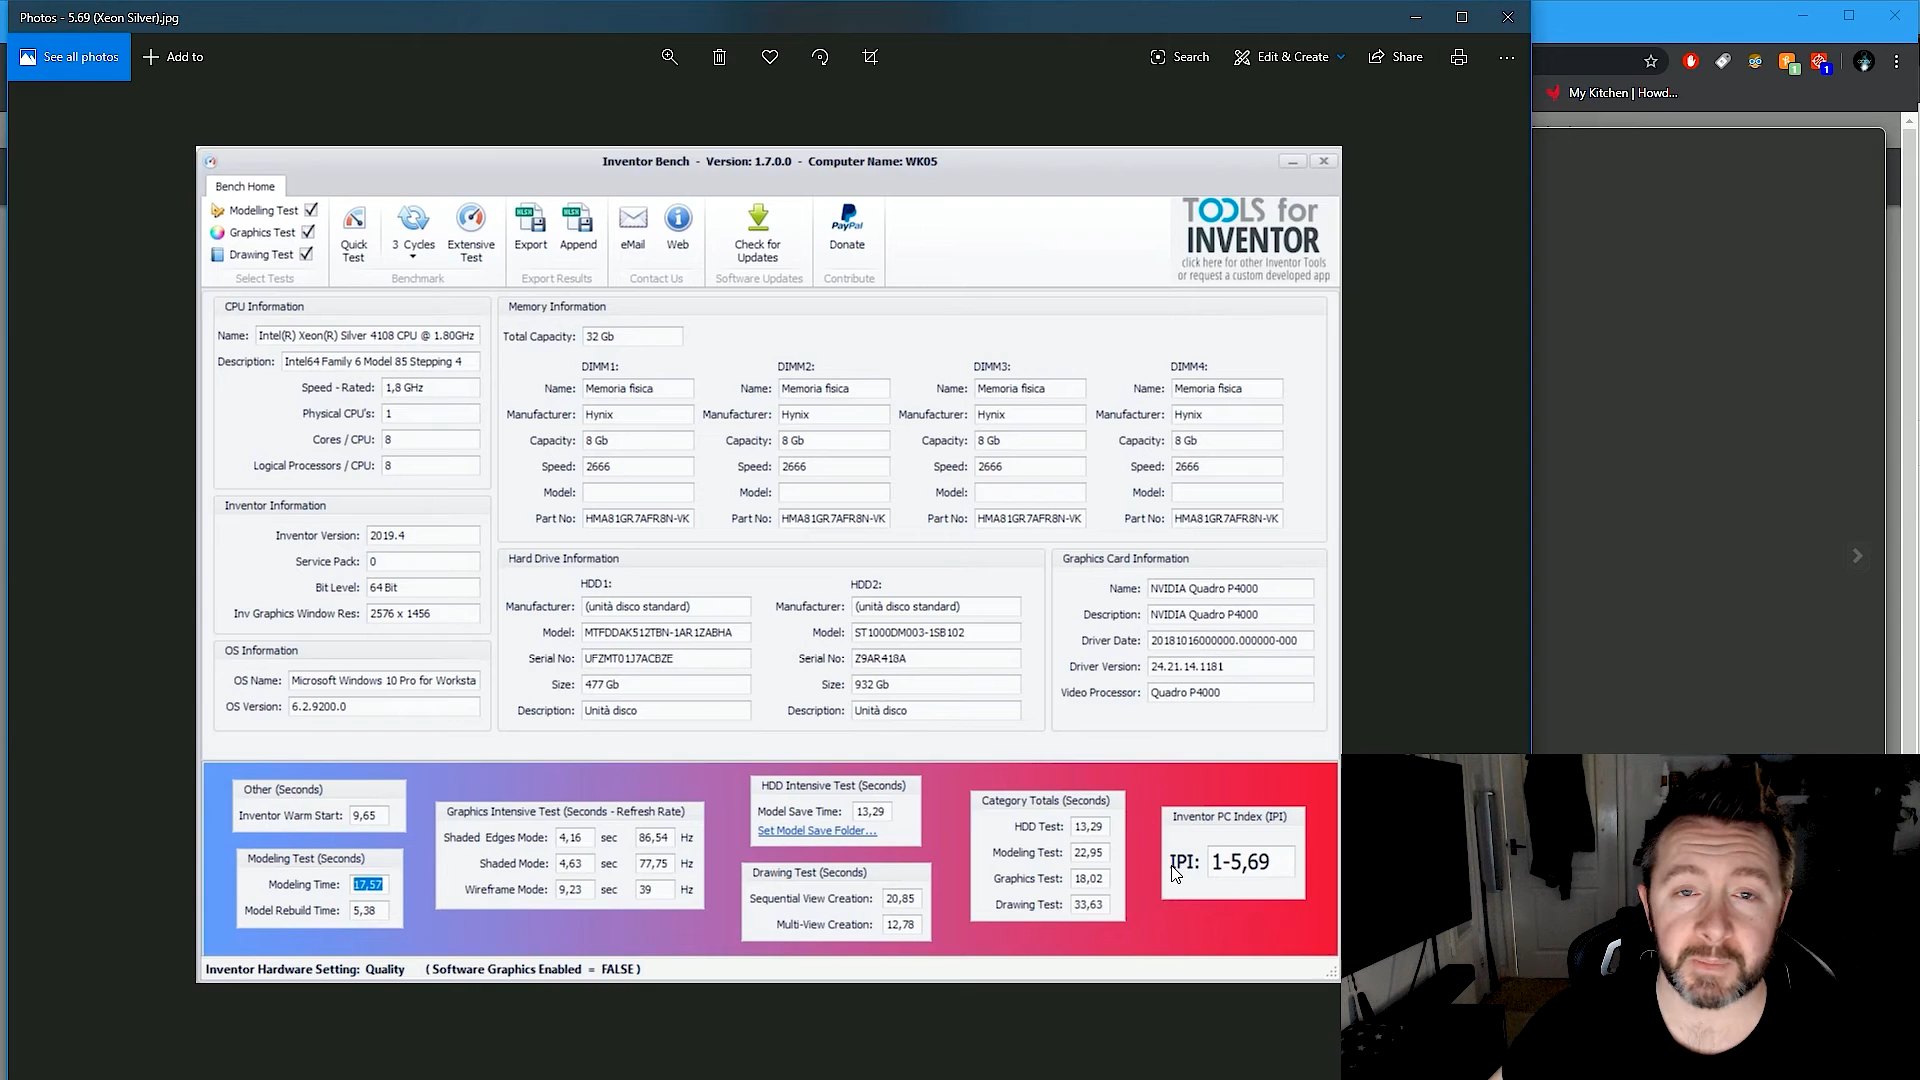 Photos - 5.69 (Xeon Silver).jpg
See all photos
Add to
Search
Edit & Create
Share
My Kitchen | Howd...
1
1
Inventor Bench - Version: 1.7.0.0 - Computer Name: WK05
Bench Home
Modelling Test
Graphics Test
Drawing Test
Select Tests
Quick Test
3 Cycles
Extensive Test
Benchmark
XLSX
Export
XLSX
Append
Export Results
eMail
Web
Contact Us
Check for Updates
Software Updates
PayPal
Donate
Contribute
TOOLS for
INVENTOR
click here for other Inventor Tools
or request a custom developed app
CPU Information
Name: Intel(R) Xeon(R) Silver 4108 CPU @ 1.80GHz
Description: Intel64 Family 6 Model 85 Stepping 4
Speed - Rated: 1,8 GHz
Physical CPU's: 1
Cores / CPU: 8
Logical Processors / CPU: 8
Inventor Information
Inventor Version: 2019.4
Service Pack: 0
Bit Level: 64 Bit
Inv Graphics Window Res: 2576 x 1456
OS Information
OS Name: Microsoft Windows 10 Pro for Worksta
OS Version: 6.2.9200.0
Memory Information
Total Capacity: 32 Gb
DIMM1: DIMM2: DIMM3: DIMM4:
Name: Memoria fisica Name: Memoria fisica Name: Memoria fisica Name: Memoria fisica
Manufacturer: Hynix Manufacturer: Hynix Manufacturer: Hynix Manufacturer: Hynix
Capacity: 8 Gb Capacity: 8 Gb Capacity: 8 Gb Capacity: 8 Gb
Speed: 2666 Speed: 2666 Speed: 2666 Speed: 2666
Model: Model: Model: Model:
Part No: HMA81GR7AFR8N-VK Part No: HMA81GR7AFR8N-VK Part No: HMA81GR7AFR8N-VK Part No: HMA81GR7AFR8N-VK
Hard Drive Information
HDD1: HDD2:
Manufacturer: (unità disco standard) Manufacturer: (unità disco standard)
Model: MTFDDAK512TBN-1AR1ZABHA Model: ST1000DM003-1SB102
Serial No: UFZMT01J7ACBZE Serial No: Z9AR418A
Size: 477 Gb Size: 932 Gb
Description: Unità disco Description: Unità disco
Graphics Card Information
Name: NVIDIA Quadro P4000
Description: NVIDIA Quadro P4000
Driver Date: 20181016000000.000000-000
Driver Version: 24.21.14.1181
Video Processor: Quadro P4000
Other (Seconds)
Inventor Warm Start: 9,65
Modeling Test (Seconds)
Modeling Time: 17,57
Model Rebuild Time: 5,38
Graphics Intensive Test (Seconds - Refresh Rate)
Shaded Edges Mode: 4,16 sec 86,54 Hz
Shaded Mode: 4,63 sec 77,75 Hz
Wireframe Mode: 9,23 sec 39 Hz
HDD Intensive Test (Seconds)
Model Save Time: 13,29
Set Model Save Folder...
Drawing Test (Seconds)
Sequential View Creation: 20,85
Multi-View Creation: 12,78
Category Totals (Seconds)
HDD Test: 13,29
Modeling Test: 22,95
Graphics Test: 18,02
Drawing Test: 33,63
Inventor PC Index (IPI)
IPI: 1-5,69
Inventor Hardware Setting: Quality ( Software Graphics Enabled = FALSE )